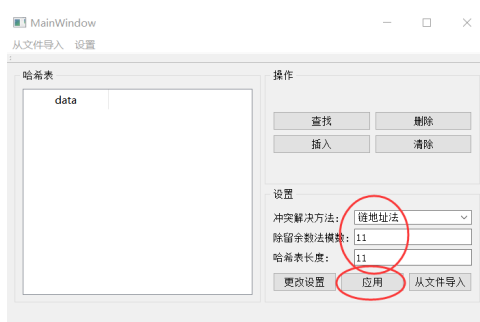 MainWindow
从文件导入 设置
哈希表
data
操作
查找 删除
插入 清除
设置
冲突解决方法: 链地址法
除留余数法模数: 11
哈希表长度: 11
更改设置 应用 从文件导入